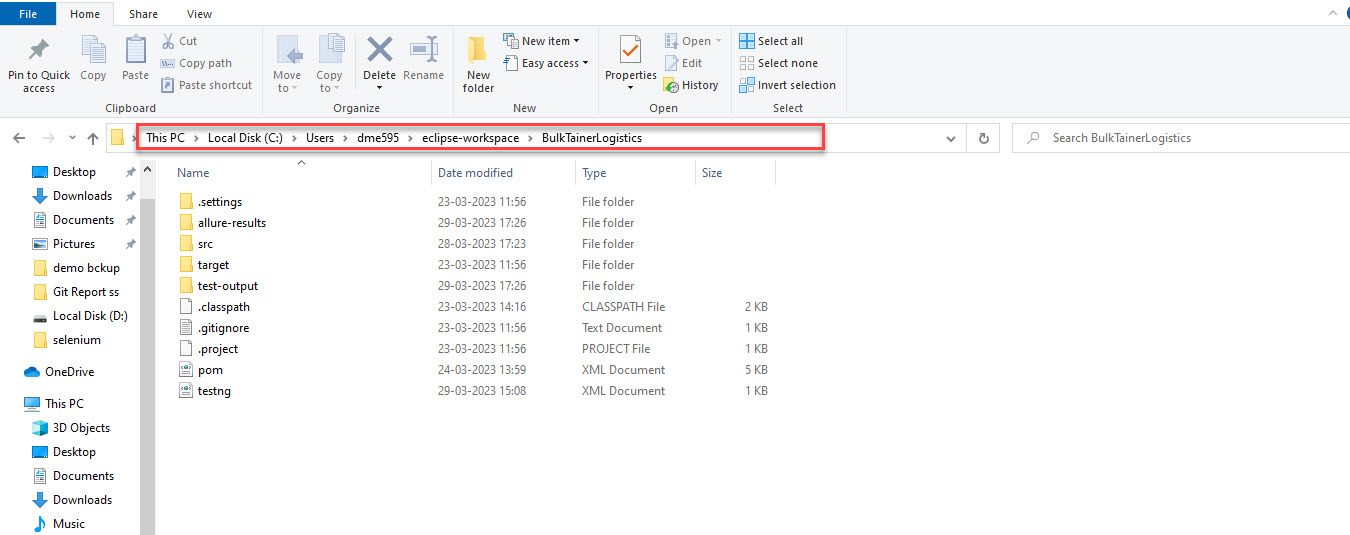 File Home Share View
Pin to Quick access
Copy
Paste
Cut
Copy path
Paste shortcut
Clipboard
Move to
Copy to
Delete
Rename
Organize
New folder
New item
Easy access
New
Properties
Open
Edit
History
Open
Select all
Select none
Invert selection
Select
This PC > Local Disk (C:) > Users > dme595 > eclipse-workspace > BulkTainerLogistics
Search BulkTainerLogistics
Desktop
Downloads
Documents
Pictures
demo bckup
Git Report ss
Local Disk (D:)
selenium
OneDrive
This PC
3D Objects
Desktop
Documents
Downloads
Music
Name Date modified Type Size
.settings 23-03-2023 11:56 File folder
allure-results 29-03-2023 17:26 File folder
src 28-03-2023 17:23 File folder
target 23-03-2023 11:56 File folder
test-output 29-03-2023 17:26 File folder
.classpath 23-03-2023 14:16 CLASSPATH File 2 KB
.gitignore 23-03-2023 11:56 Text Document 1 KB
.project 23-03-2023 11:56 PROJECT File 1 KB
pom 24-03-2023 13:59 XML Document 5 KB
testng 29-03-2023 15:08 XML Document 1 KB